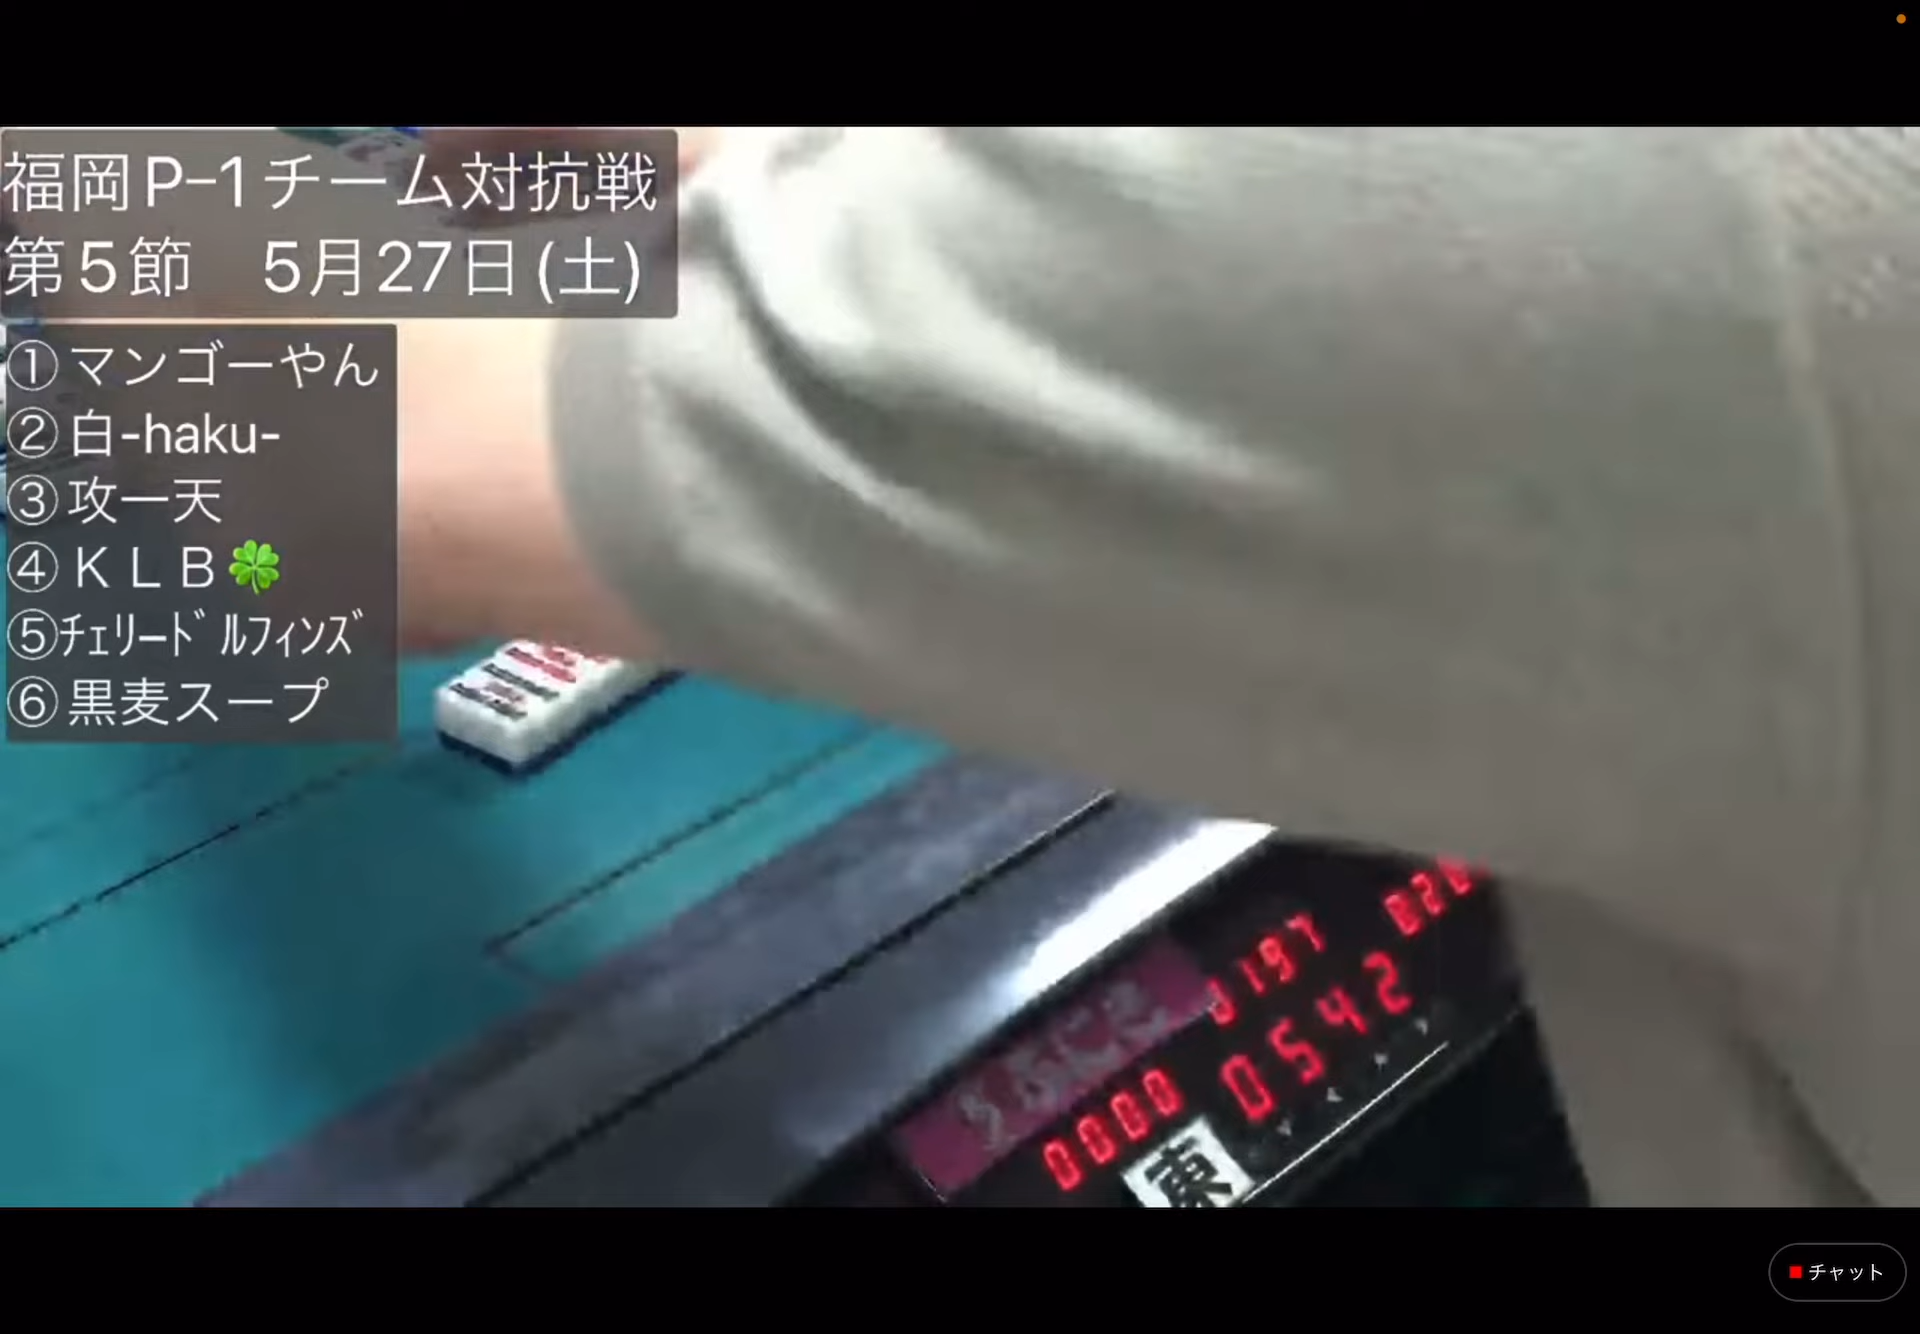 福岡P-1チーム対抗戦
第5節　5月27日(土)
①マンゴーやん
②白-haku-
③攻一天
④ＫＬＢ🍀
⑤ﾁｪﾘｰﾄﾞﾙﾌｨﾝｽﾞ
⑥黒麦スープ
0542
0000
東
チャット